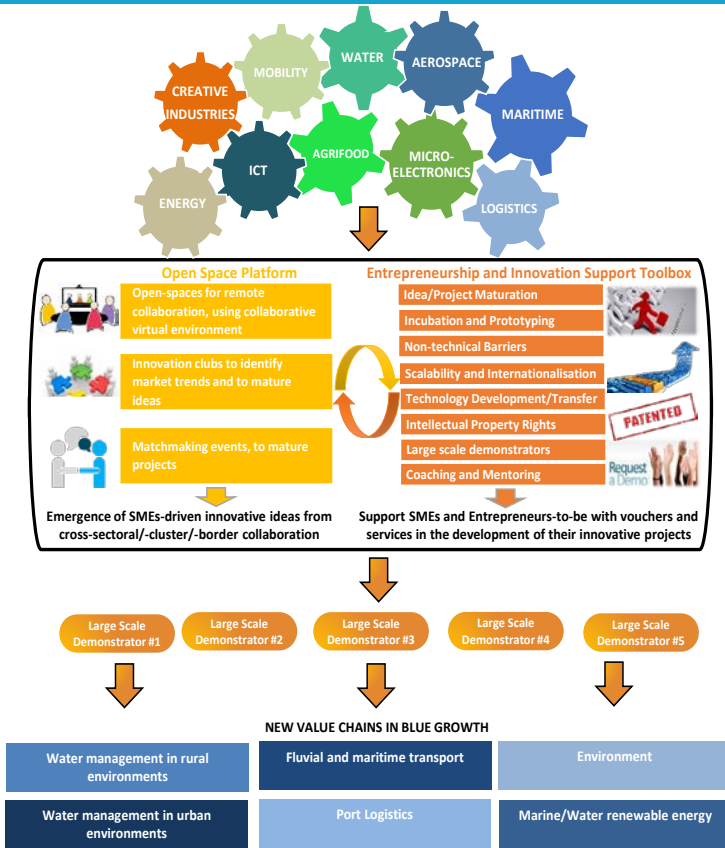 WATER
AEROSPACE
MOBILITY
CREATIVE
INDUSTRIES
MARITIME
AGRIFOOD
MICRO-
ELECTRONICS
ICT
ENERGY
LOGISTICS
Open Space Platform
Open-spaces for remote
collaboration, using collaborative
virtual environment
Innovation clubs to identify
market trends and to mature
ideas
Matchmaking events, to mature
projects
Emergence of SMEs-driven innovative ideas from
cross-sectoral/-cluster/-border collaboration
Entrepreneurship and Innovation Support Toolbox
Idea/Project Maturation
Incubation and Prototyping
Non-technical Barriers
Scalability and Internationalisation
Technology Development/Transfer
Intellectual Property Rights
Large scale demonstrators
Coaching and Mentoring
PATENTED
Request
a Demo
Support SMEs and Entrepreneurs-to-be with vouchers and
services in the development of their innovative projects
Large Scale
Demonstrator #1
Large Scale
Demonstrator #2
Large Scale
Demonstrator #3
Large Scale
Demonstrator #4
Large Scale
Demonstrator #5
NEW VALUE CHAINS IN BLUE GROWTH
Water management in rural
environments
Fluvial and maritime transport
Environment
Water management in urban
environments
Port Logistics
Marine/Water renewable energy